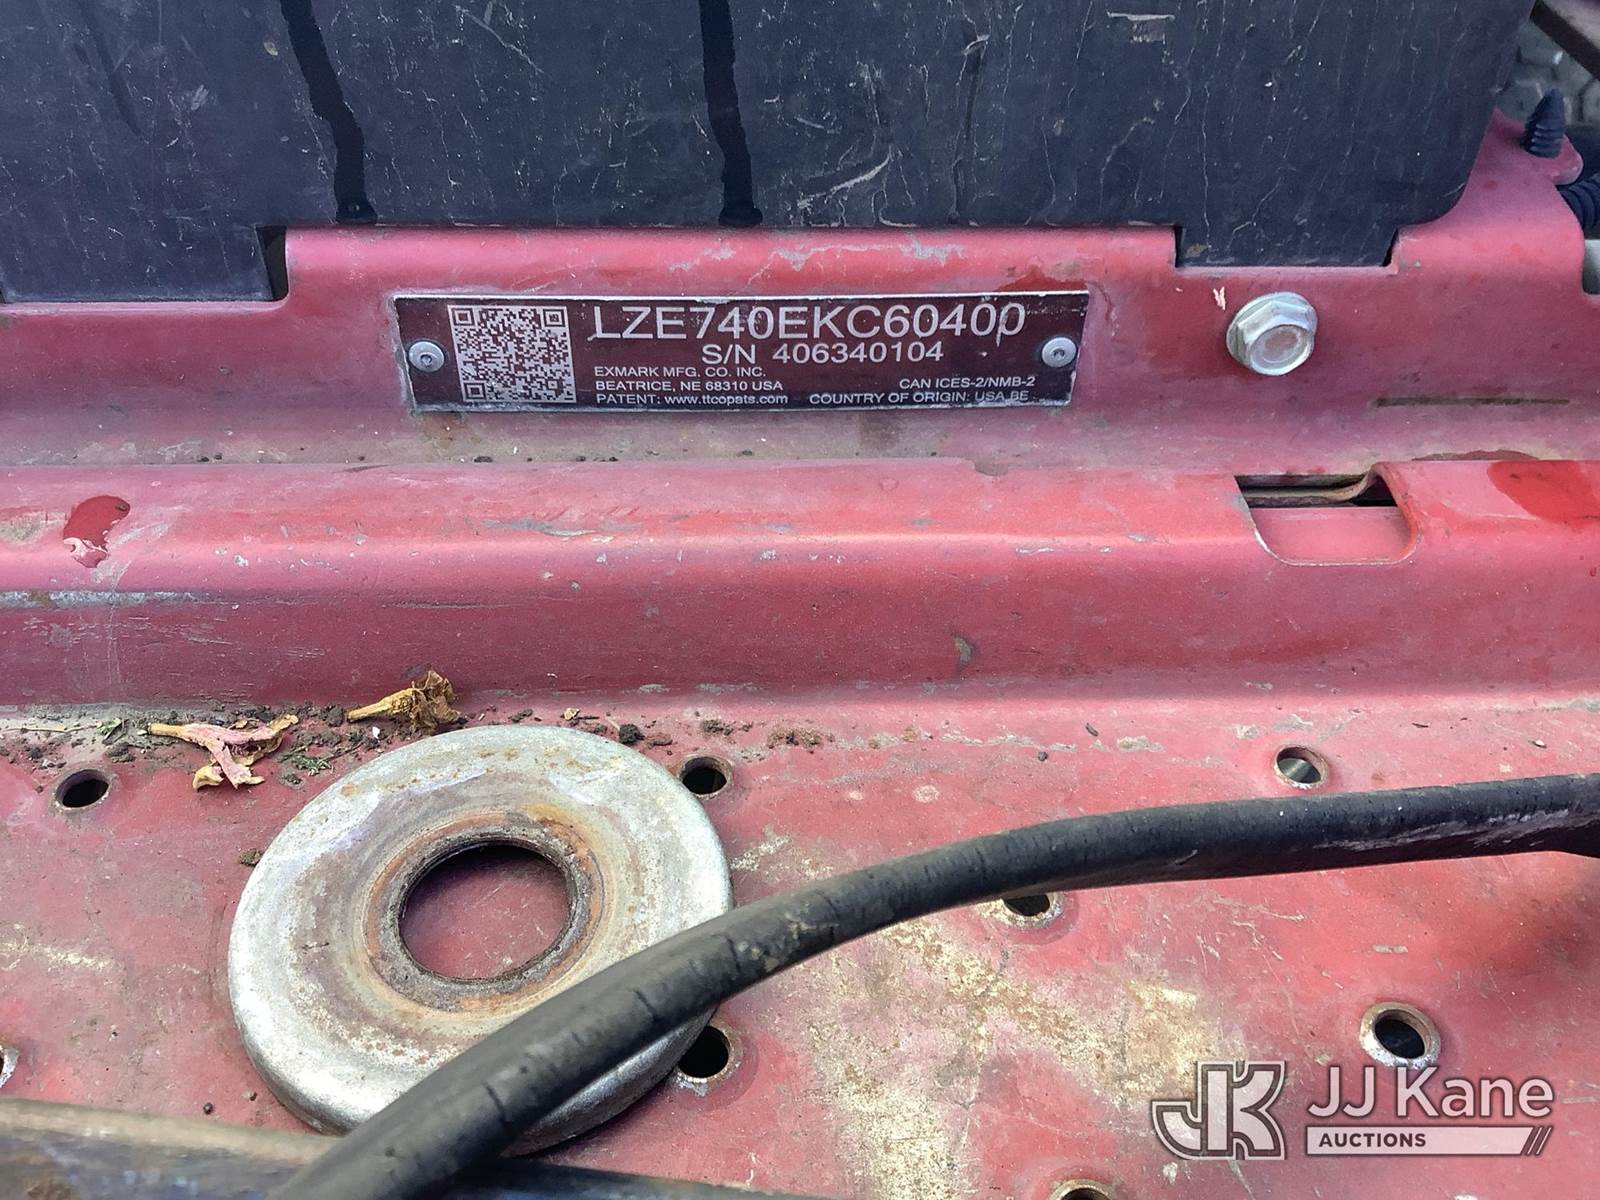 LZE740EKC60400
S/N 406340104
EXMARK MFG. CO. INC.
BEATRICE, NE 68310 USA CAN ICES-2/NMB-2
PATENT: www.ttcopats.com COUNTRY OF ORIGIN: USA BE
JK JJ Kane
AUCTIONS